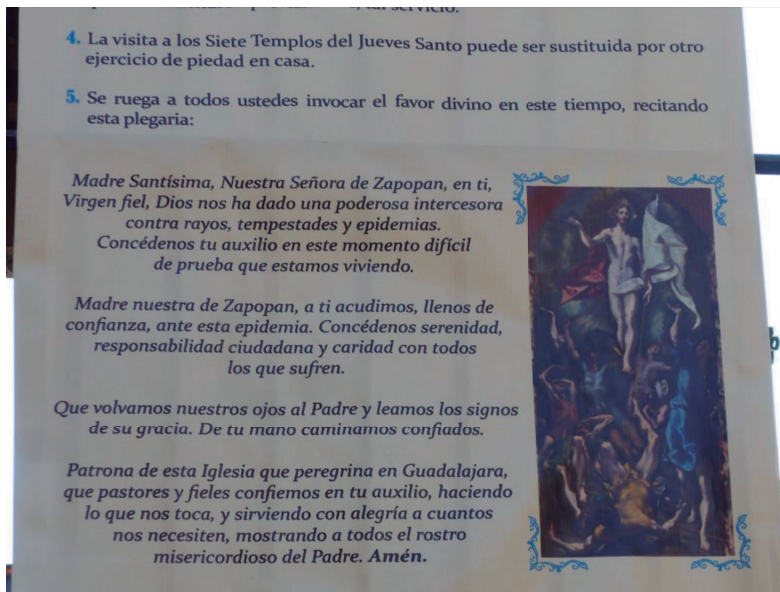 4. La visita a los Siete Templos del Jueves Santo puede ser sustituida por otro
ejercicio de piedad en casa.
5. Se ruega a todos ustedes invocar el favor divino en este tiempo, recitando
esta plegaria:
Madre Santísima, Nuestra Señora de Zapopan, en ti,
Virgen fiel, Dios nos ha dado una poderosa intercesora
contra rayos, tempestades y epidemias.
Concédenos tu auxilio en este momento difícil
de prueba que estamos viviendo.
Madre nuestra de Zapopan, a ti acudimos, llenos de
confianza, ante esta epidemia. Concédenos serenidad,
responsabilidad ciudadana y caridad con todos
los que sufren.
Que volvamos nuestros ojos al Padre y leamos los signos
de su gracia. De tu mano caminamos confiados.
Patrona de esta Iglesia que peregrina en Guadalajara,
que pastores y fieles confiemos en tu auxilio, haciendo
lo que nos toca, y sirviendo con alegría a cuantos
nos necesiten, mostrando a todos el rostro
misericordioso del Padre. Amén.